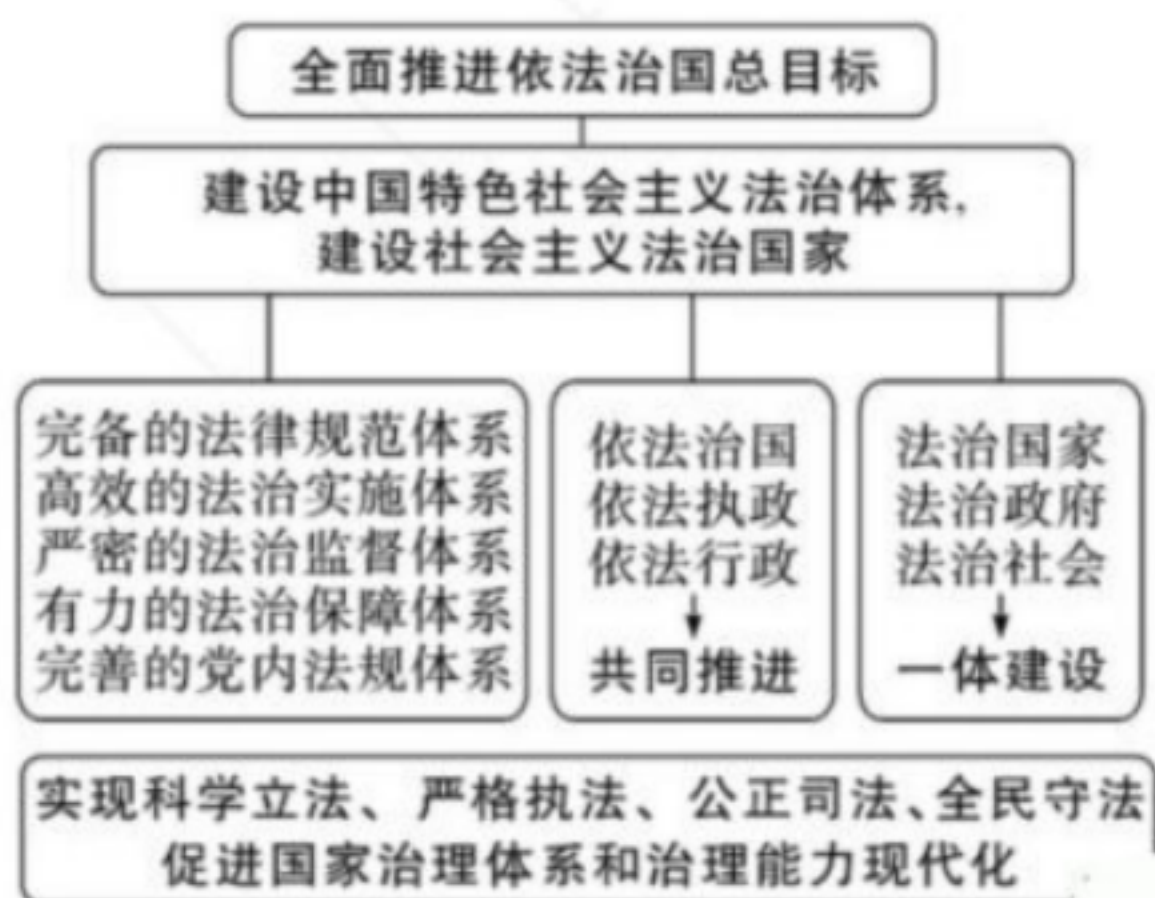 全面推进依法治国总目标
建设中国特色社会主义法治体系,
建设社会主义法治国家
完备的法律规范体系
高效的法治实施体系
严密的法治监督体系
有力的法治保障体系
完善的党内法规体系
依法治国
依法执政
依法行政
共同推进
法治国家
法治政府
法治社会
一体建设
实现科学立法、严格执法、公正司法、全民守法
促进国家治理体系和治理能力现代化